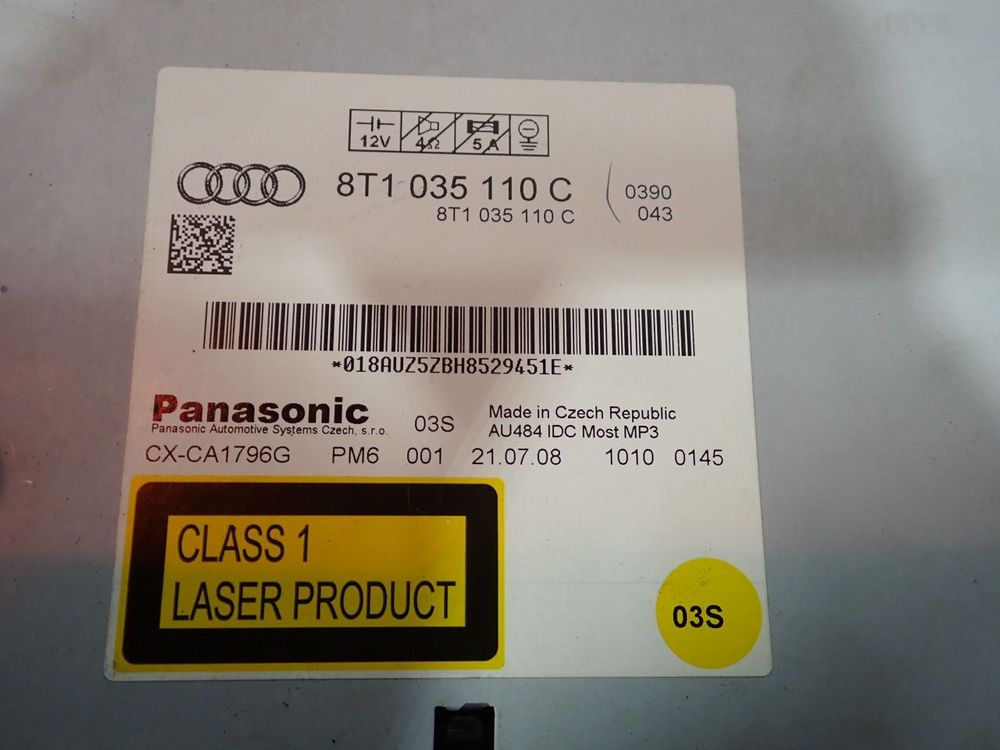 12V 4Ω 5A
8T1 035 110 C 0390
8T1 035 110 C 043
*018AUZ5ZBH8529451E*
Panasonic 03S Made in Czech Republic
Panasonic Automotive Systems Czech, s.r.o. AU484 IDC Most MP3
CX-CA1796G PM6 001 21.07.08 1010 0145
CLASS 1
LASER PRODUCT
03S